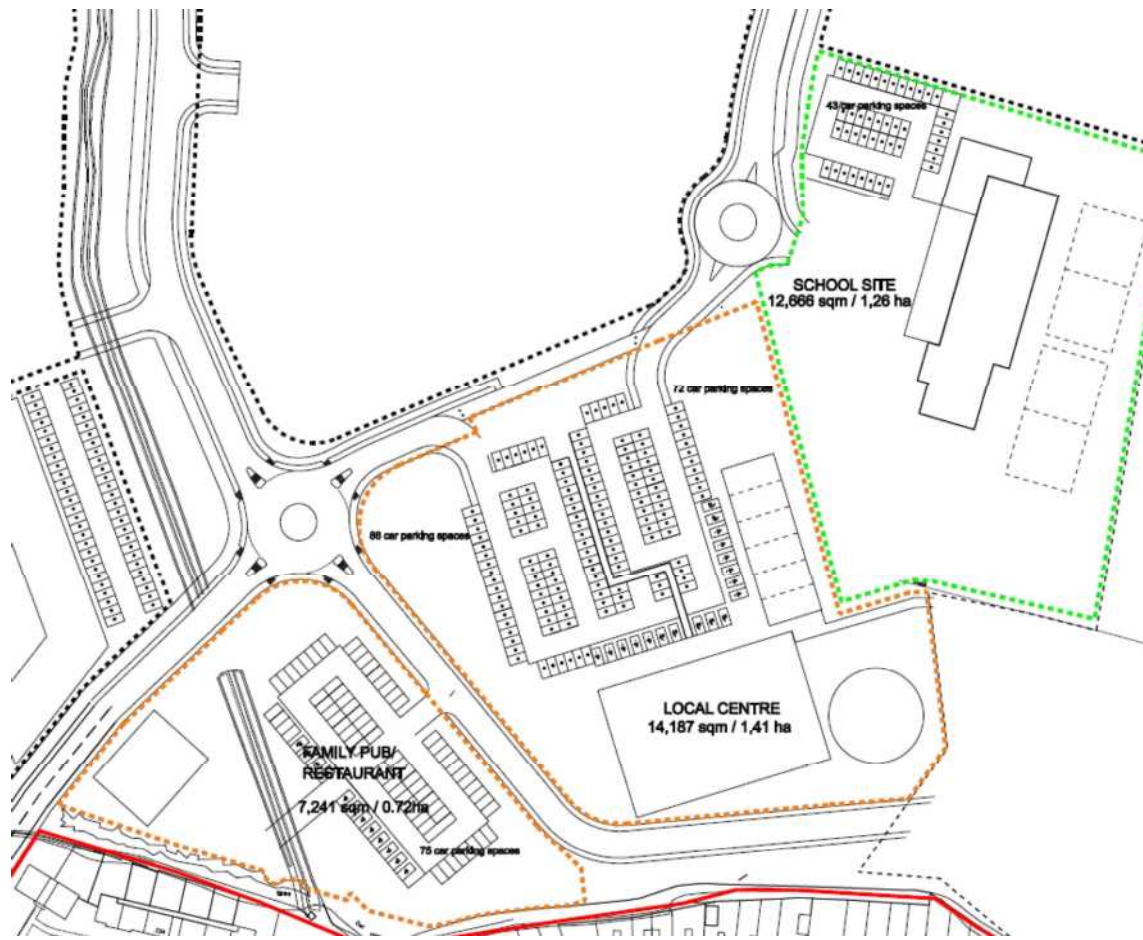 43 car parking spaces
SCHOOL SITE
12,666 sqm / 1,26 ha
72 car parking spaces
88 car parking spaces
LOCAL CENTRE
14,187 sqm / 1,41 ha
FAMILY PUB/
RESTAURANT
7,241 sqm / 0.72ha
75 car parking spaces